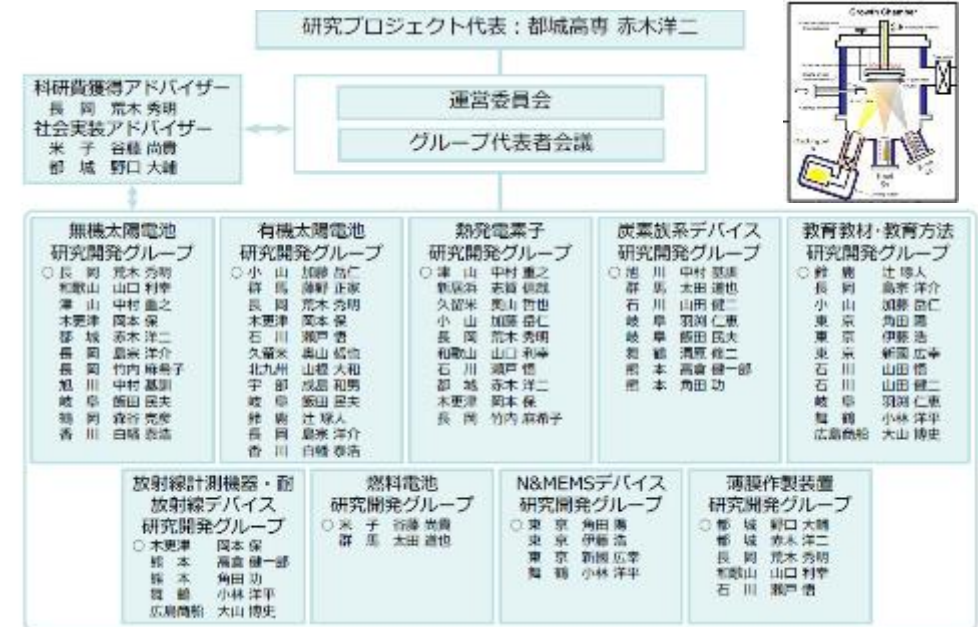 研究プロジェクト代表：都城高専 赤木洋二
科研費獲得アドバイザー
長 岡 荒木 秀明
社会実装アドバイザー
米 子 谷藤 尚貴
都 城 野口 大輔
運営委員会
グループ代表者会議
Growth Chamber
無機太陽電池
研究開発グループ
○ 長 岡 荒木 秀明
和歌山 山口 利幸
津 山 中村 重之
木更津 岡本 保
都 城 赤木 洋二
長 岡 島宗 洋介
長 岡 竹内 麻希子
旭 川 中村 基訓
岐 阜 飯田 民夫
鶴 岡 森谷 克彦
香 川 白幡 泰浩
有機太陽電池
研究開発グループ
○ 小 山 加藤 岳仁
群 馬 藤野 正家
長 岡 荒木 秀明
木更津 岡本 保
石 川 瀬戸 悟
久留米 奥山 哲也
北九州 山根 大和
宇 部 成島 和男
岐 阜 飯田 民夫
鈴 鹿 辻 琢人
長 岡 島宗 洋介
香 川 白幡 泰浩
熱発電素子
研究開発グループ
○ 津 山 中村 重之
新居浜 志賀 信哉
久留米 奥山 哲也
小 山 加藤 岳仁
長 岡 荒木 秀明
和歌山 山口 利幸
石 川 瀬戸 悟
都 城 赤木 洋二
木更津 岡本 保
長 岡 竹内 麻希子
炭素族系デバイス
研究開発グループ
○ 旭 川 中村 基訓
群 馬 太田 道也
石 川 山田 健二
岐 阜 羽渕 仁恵
岐 阜 飯田 民夫
舞 鶴 清原 修二
熊 本 高倉 健一郎
熊 本 角田 功
教育教材・教育方法
研究開発グループ
○ 鈴 鹿 辻 琢人
長 岡 島宗 洋介
小 山 加藤 岳仁
東 京 角田 陽
東 京 伊藤 浩
東 京 新國 広幸
石 川 山田 悟
石 川 山田 健二
岐 阜 羽渕 仁恵
舞 鶴 小林 洋平
広島商船 大山 博史
放射線計測機器・耐
放射線デバイス
研究開発グループ
○ 木更津 岡本 保
熊 本 高倉 健一郎
熊 本 角田 功
舞 鶴 小林 洋平
広島商船 大山 博史
燃料電池
研究開発グループ
○ 米 子 谷藤 尚貴
群 馬 太田 道也
N&MEMSデバイス
研究開発グループ
○ 東 京 角田 陽
東 京 伊藤 浩
東 京 新國 広幸
舞 鶴 小林 洋平
薄膜作製装置
研究開発グループ
○ 都 城 野口 大輔
都 城 赤木 洋二
長 岡 荒木 秀明
和歌山 山口 利幸
石 川 瀬戸 悟